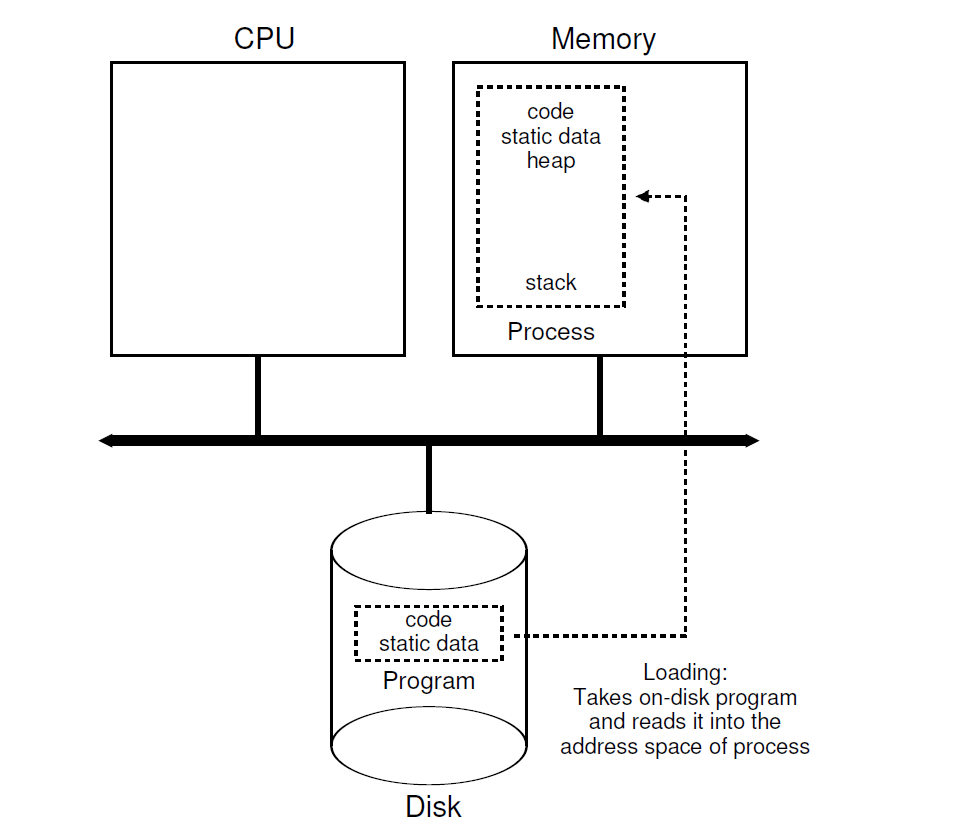 CPU
Memory
code
static data
heap
stack
Process
code
static data
Program
Loading:
Takes on-disk program
and reads it into the
address space of process
Disk